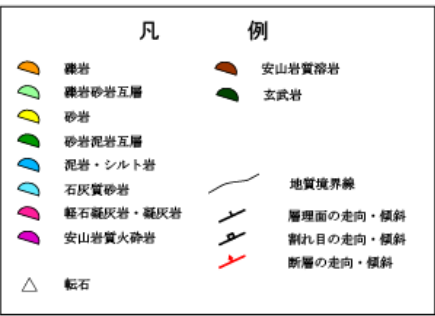 凡 例
礫岩
礫岩砂岩互層
砂岩
砂岩泥岩互層
泥岩・シルト岩
石灰質砂岩
軽石凝灰岩・凝灰岩
安山岩質火砕岩
転石
安山岩質溶岩
玄武岩
地質境界線
層理面の走向・傾斜
割れ目の走向・傾斜
断層の走向・傾斜